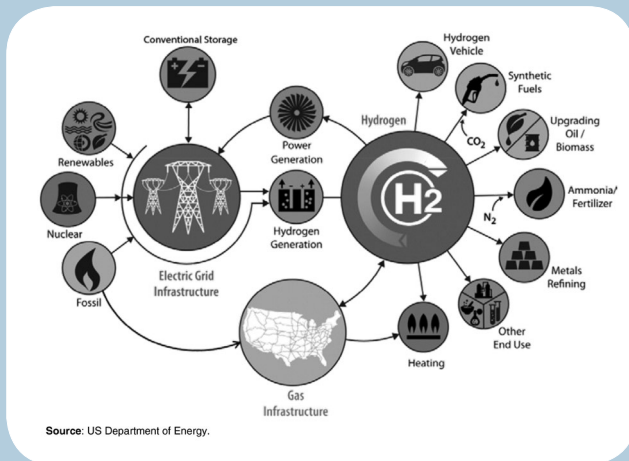 Conventional Storage
Hydrogen
Vehicle
Synthetic
Fuels
Hydrogen
CO2
Upgrading
Oil /
Biomass
Renewables
Power
Generation
H2
Ammonia/
Fertilizer
N2
Nuclear
Hydrogen
Generation
Electric Grid
Infrastructure
Fossil
Metals
Refining
Other
End Use
Heating
Gas
Infrastructure
Source: US Department of Energy.